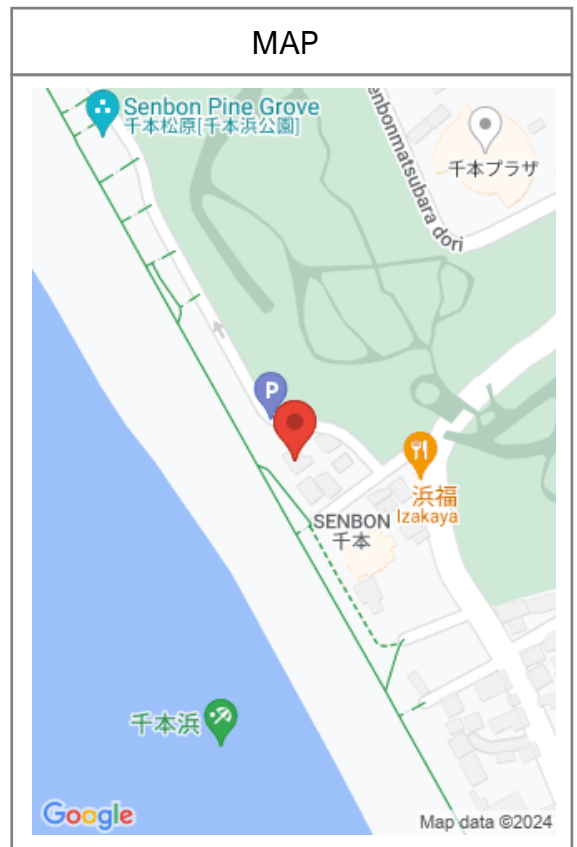 MAP
Senbon Pine Grove
千本松原[千本浜公園]
enbonmatsubara dori
千本プラザ
P
浜福
Izakaya
SENBON
千本
千本浜
Google
Map data ©2024